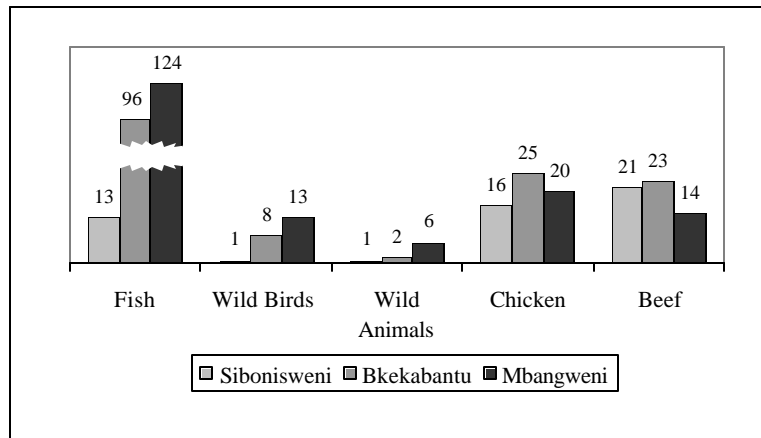 124
96
13
1
8
13
1
2
6
16
25
20
21
23
14
Fish
Wild Birds
Wild
Animals
Chicken
Beef
Sibonisweni
Bkekabantu
Mbangweni